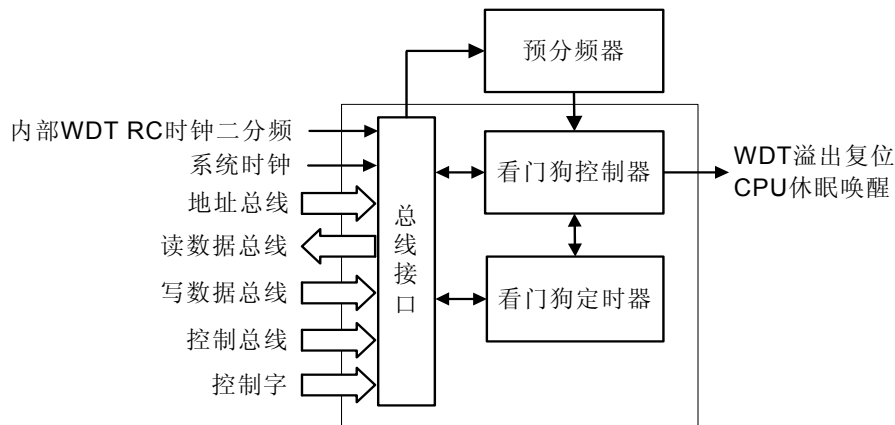 预分频器
内部WDT RC时钟二分频
系统时钟
地址总线
读数据总线
写数据总线
控制总线
控制字
总线接口
看门狗控制器
看门狗定时器
WDT溢出复位
CPU休眠唤醒